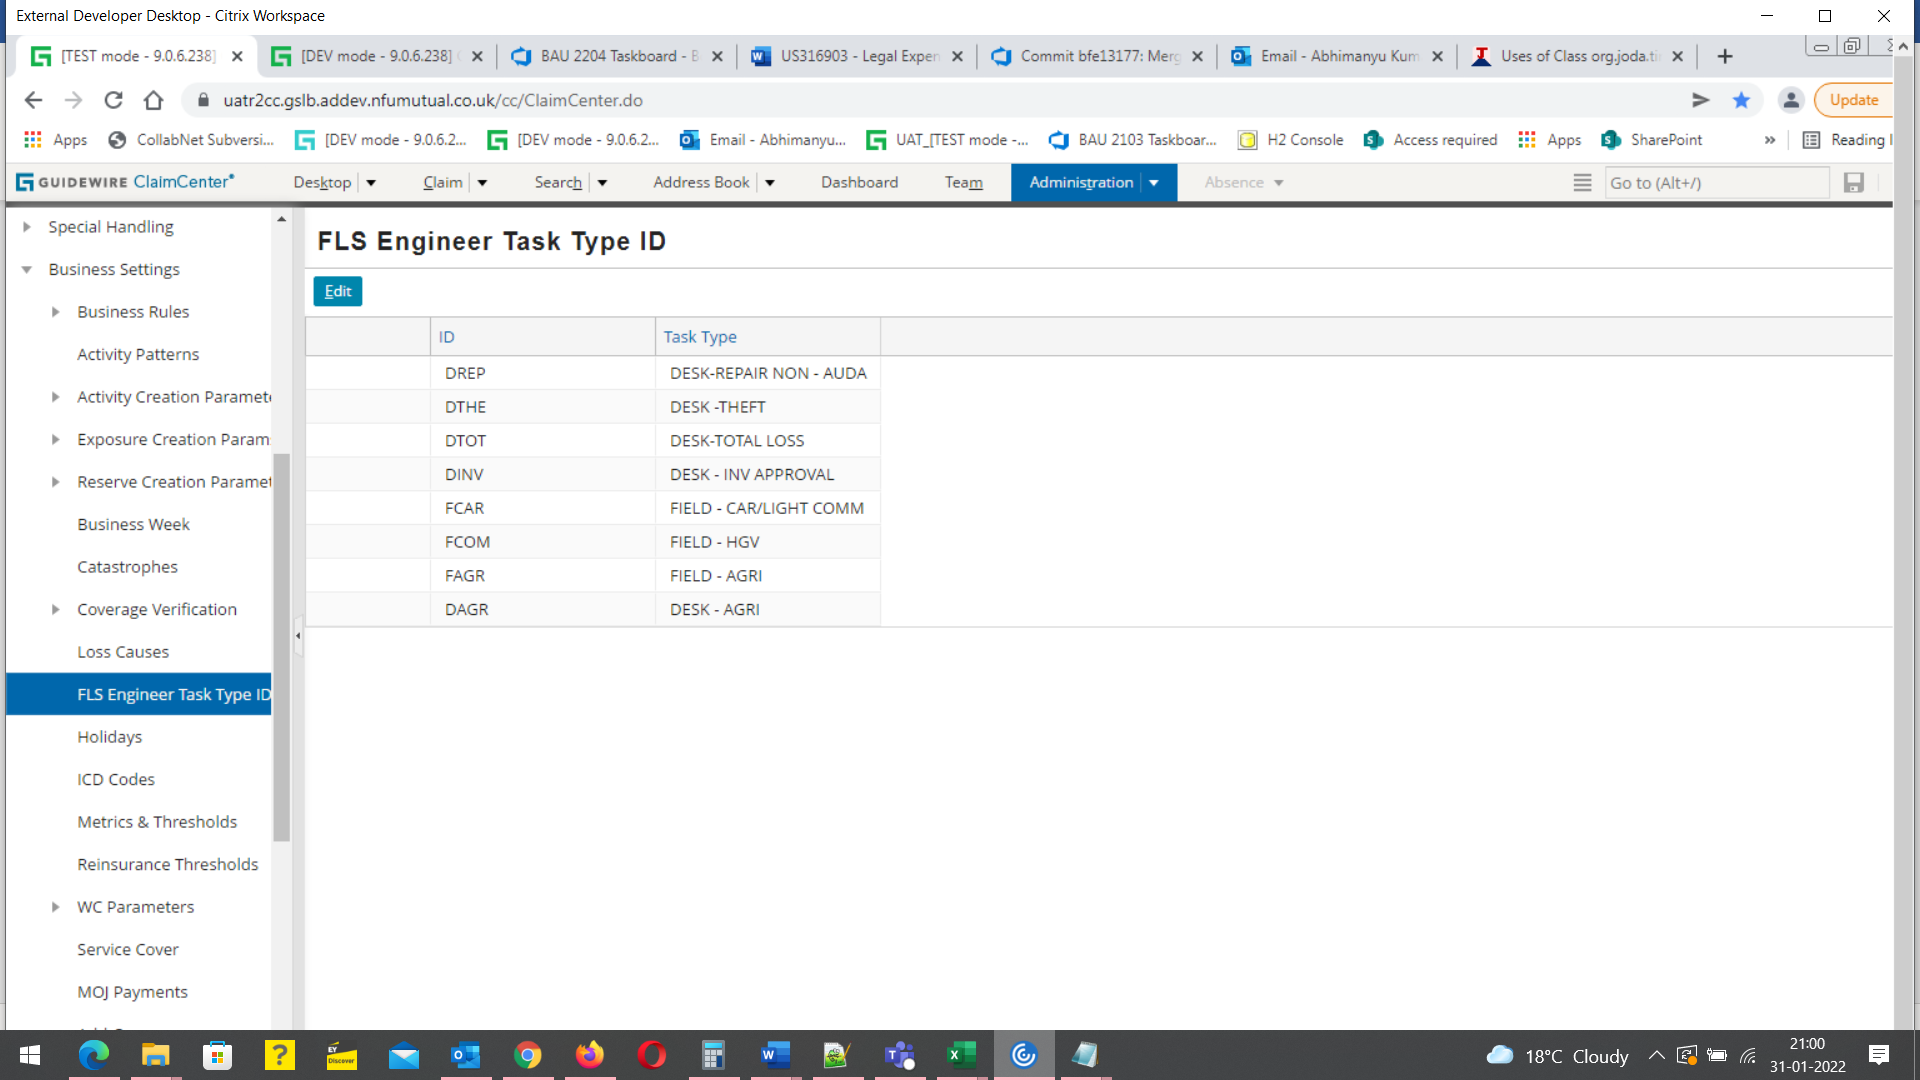 External Developer Desktop - Citrix Workspace
[TEST mode - 9.0.6.238]
[DEV mode - 9.0.6.238]
BAU 2204 Taskboard - B
US316903 - Legal Expen
Commit bfe13177: Merg
Email - Abhimanyu Kum
Uses of Class org.joda.ti
uatr2cc.gslb.addev.nfumutual.co.uk/cc/ClaimCenter.do
Update
Apps
CollabNet Subversi...
[DEV mode - 9.0.6.2...
[DEV mode - 9.0.6.2...
Email - Abhimanyu...
UAT_[TEST mode -...
BAU 2103 Taskboar...
H2 Console
Access required
Apps
SharePoint
»
Reading l
GUIDEWIRE ClaimCenter
Desktop
Claim
Search
Address Book
Dashboard
Team
Administration
Absence
Go to (Alt+/)
Special Handling
Business Settings
Business Rules
Activity Patterns
Activity Creation Paramete
Exposure Creation Param
Reserve Creation Paramet
Business Week
Catastrophes
Coverage Verification
Loss Causes
FLS Engineer Task Type ID
Holidays
ICD Codes
Metrics & Thresholds
Reinsurance Thresholds
WC Parameters
Service Cover
MOJ Payments
FLS Engineer Task Type ID
Edit
ID Task Type
DREP DESK-REPAIR NON - AUDA
DTHE DESK -THEFT
DTOT DESK-TOTAL LOSS
DINV DESK - INV APPROVAL
FCAR FIELD - CAR/LIGHT COMM
FCOM FIELD - HGV
FAGR FIELD - AGRI
DAGR DESK - AGRI
EY
Discover
18°C Cloudy
21:00
31-01-2022